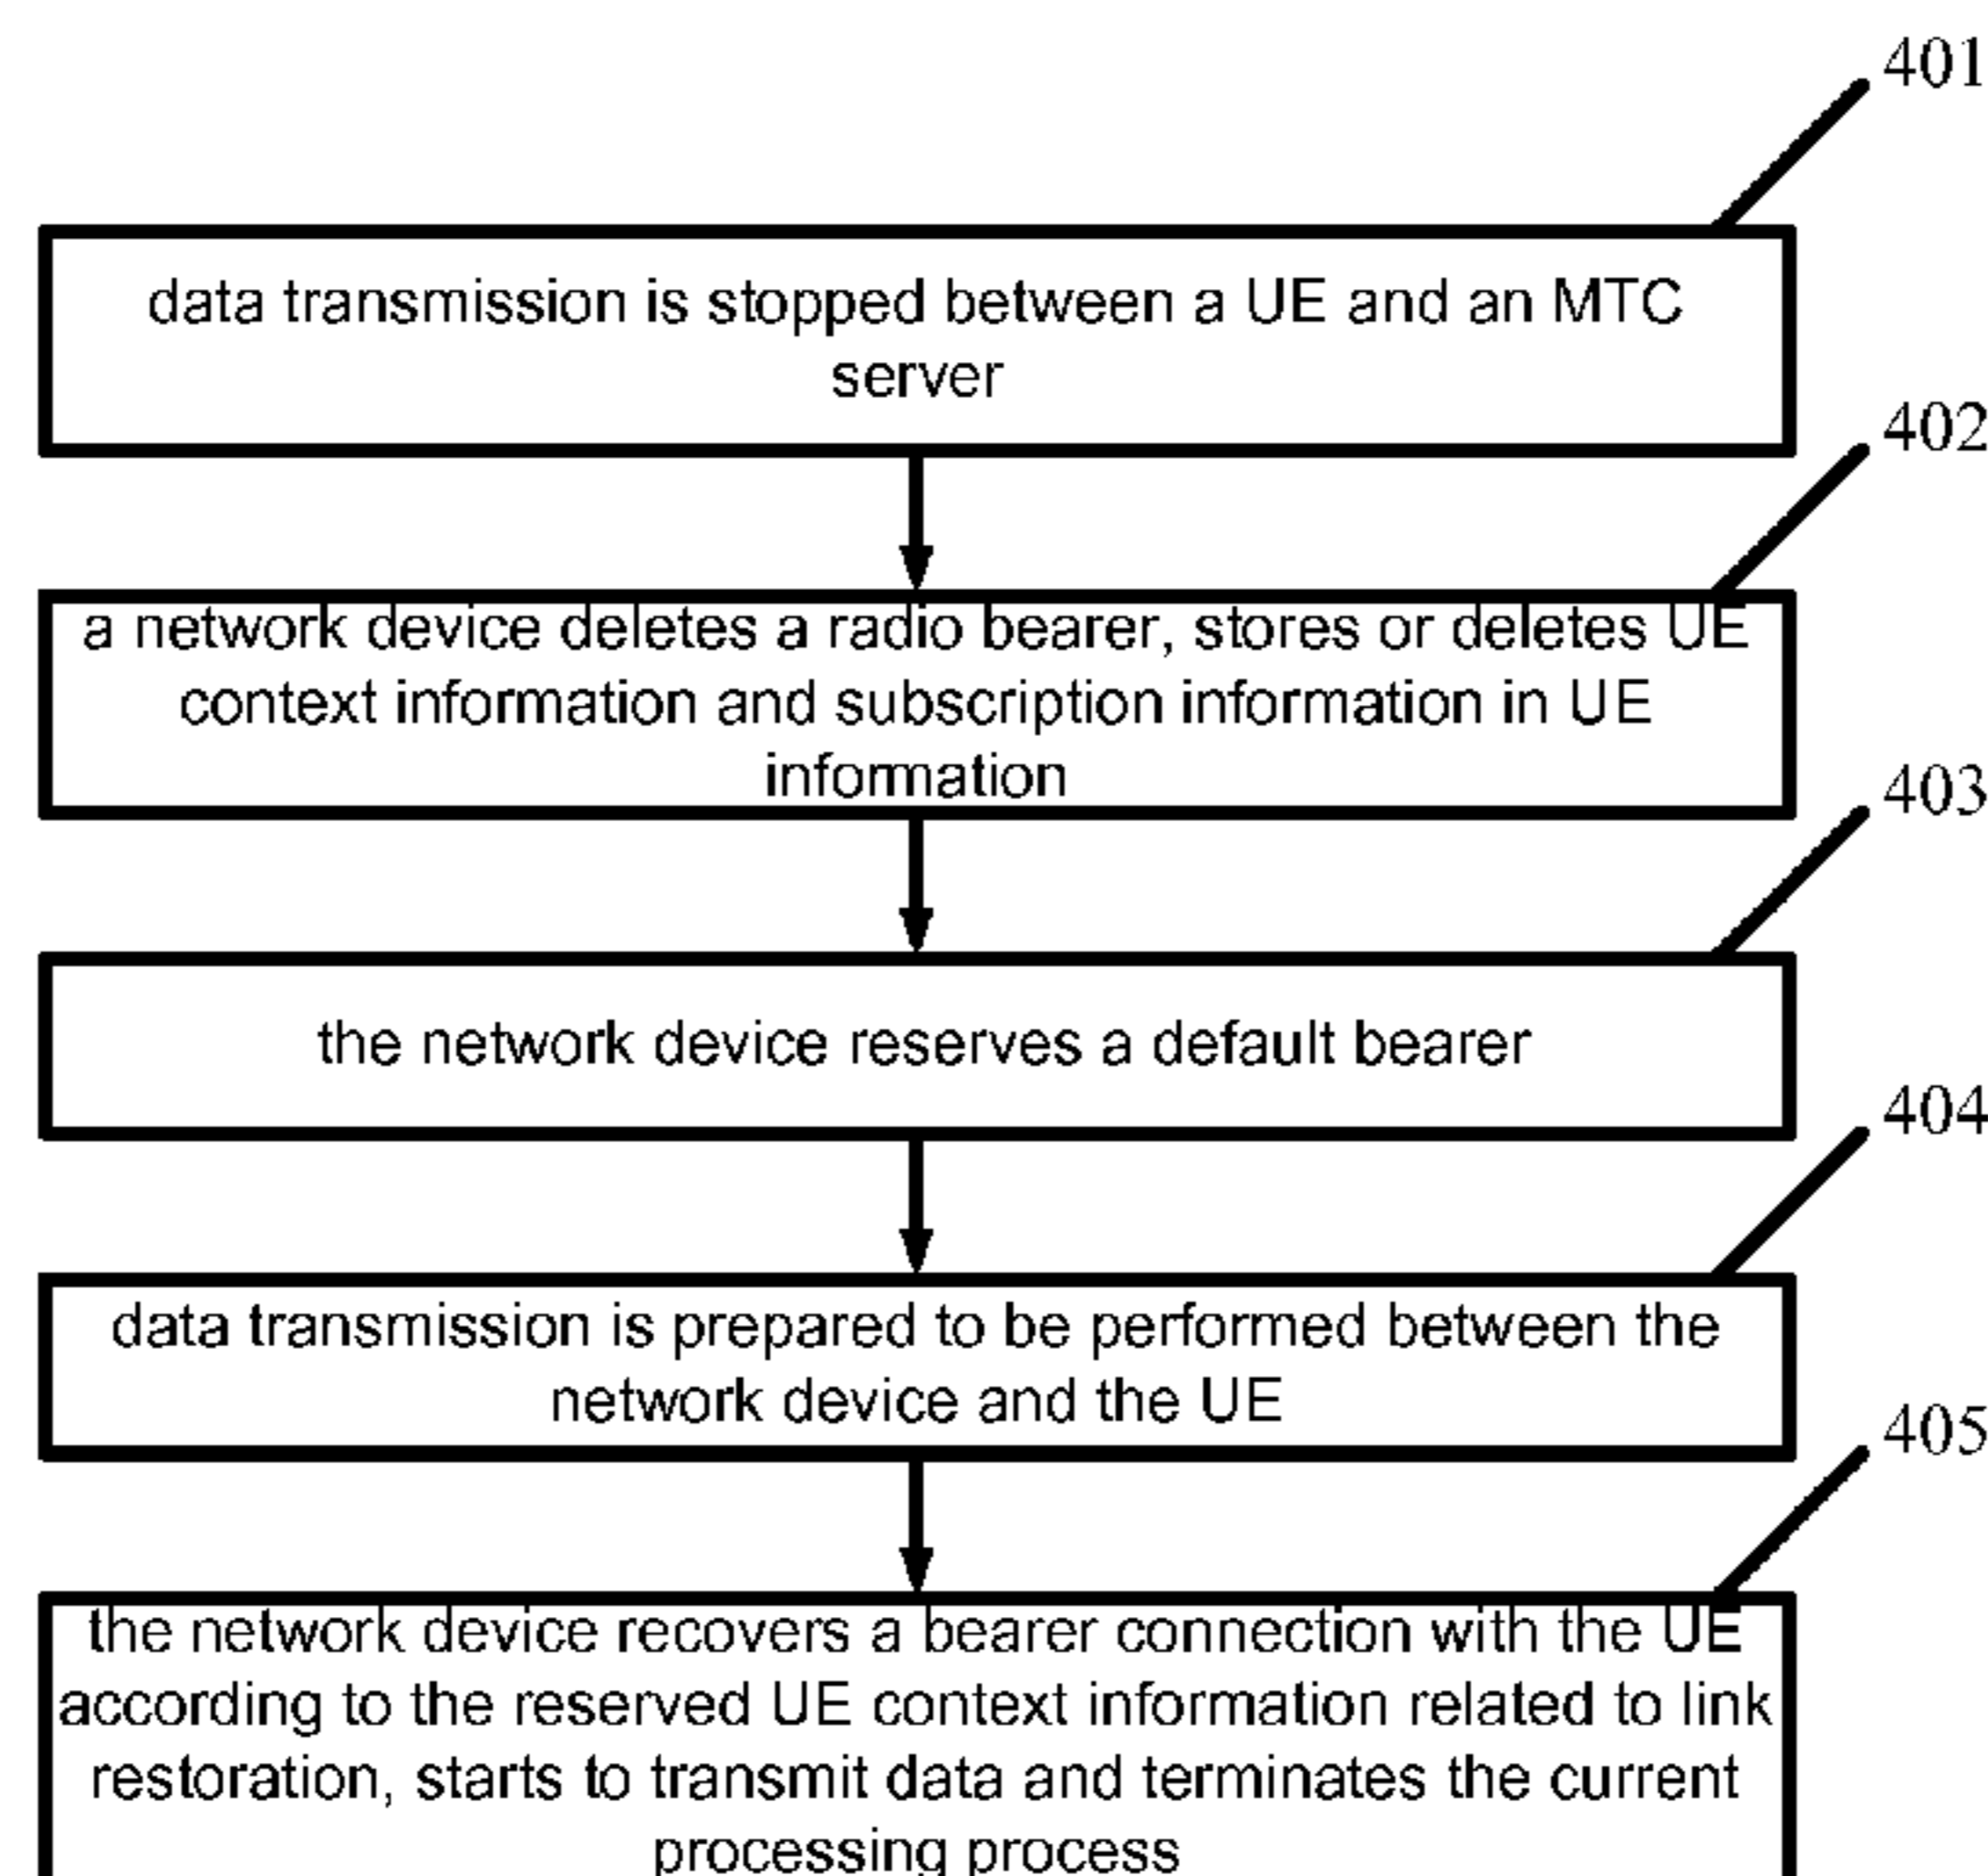 401
data transmission is stopped between a UE and an MTC
server
402
a network device deletes a radio bearer, stores or deletes UE
context information and subscription information in UE
information
403
the network device reserves a default bearer
404
data transmission is prepared to be performed between the
network device and the UE
405
the network device recovers a bearer connection with the UE
according to the reserved UE context information related to link
restoration, starts to transmit data and terminates the current
processing process